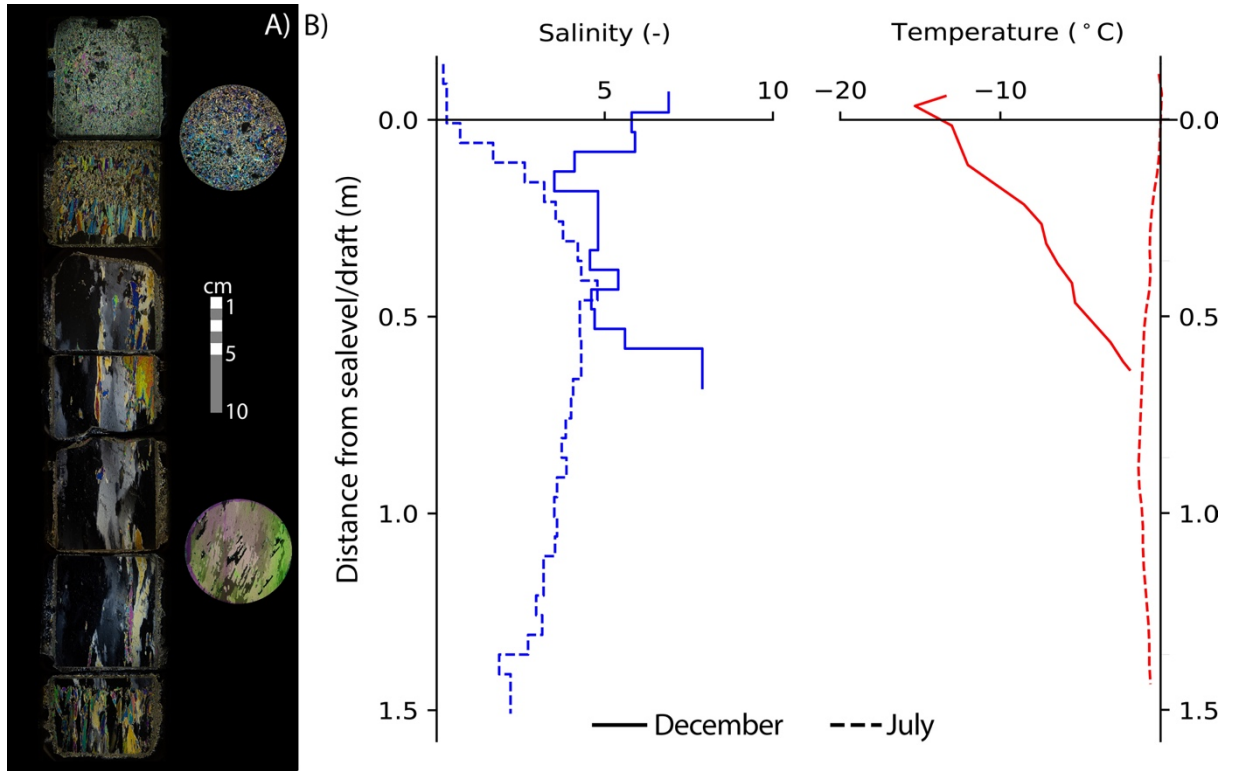 A) B)
Salinity (-)
Temperature (°C)
5 10 −20 −10
0.0 0.0
cm
1
5
10
0.5 0.5
1.0 1.0
1.5 1.5
Distance from sealevel/draft (m)
December July